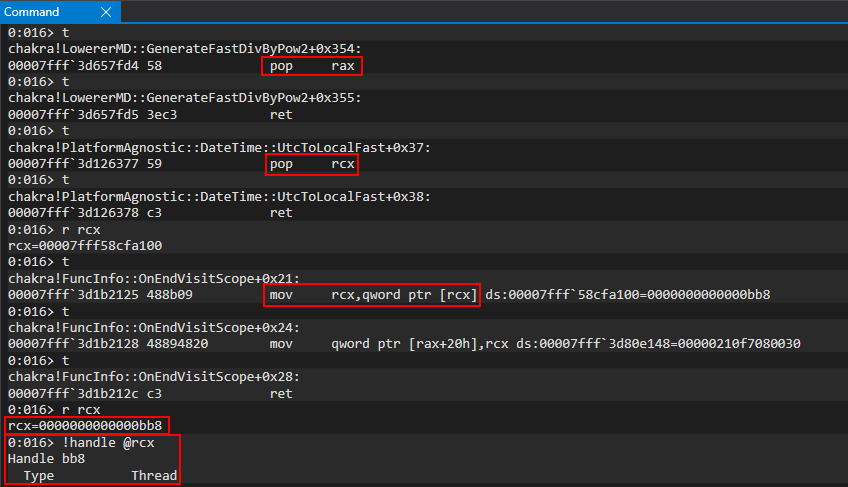 Command
0:016> t
chakra!LowererMD::GenerateFastDivByPow2+0x354:
00007fff`3d657fd4 58 pop rax
0:016> t
chakra!LowererMD::GenerateFastDivByPow2+0x355:
00007fff`3d657fd5 3ec3 ret
0:016> t
chakra!PlatformAgnostic::DateTime::UtcToLocalFast+0x37:
00007fff`3d126377 59 pop rcx
0:016> t
chakra!PlatformAgnostic::DateTime::UtcToLocalFast+0x38:
00007fff`3d126378 c3 ret
0:016> r rcx
rcx=00007fff58cfa100
0:016> t
chakra!FuncInfo::OnEndVisitScope+0x21:
00007fff`3d1b2125 488b09 mov rcx,qword ptr [rcx] ds:00007fff`58cfa100=0000000000000bb8
0:016> t
chakra!FuncInfo::OnEndVisitScope+0x24:
00007fff`3d1b2128 48894820 mov qword ptr [rax+20h],rcx ds:00007fff`3d80e148=00000210f7080030
0:016> t
chakra!FuncInfo::OnEndVisitScope+0x28:
00007fff`3d1b212c c3 ret
0:016> r rcx
rcx=0000000000000bb8
0:016> !handle @rcx
Handle bb8
Type Thread